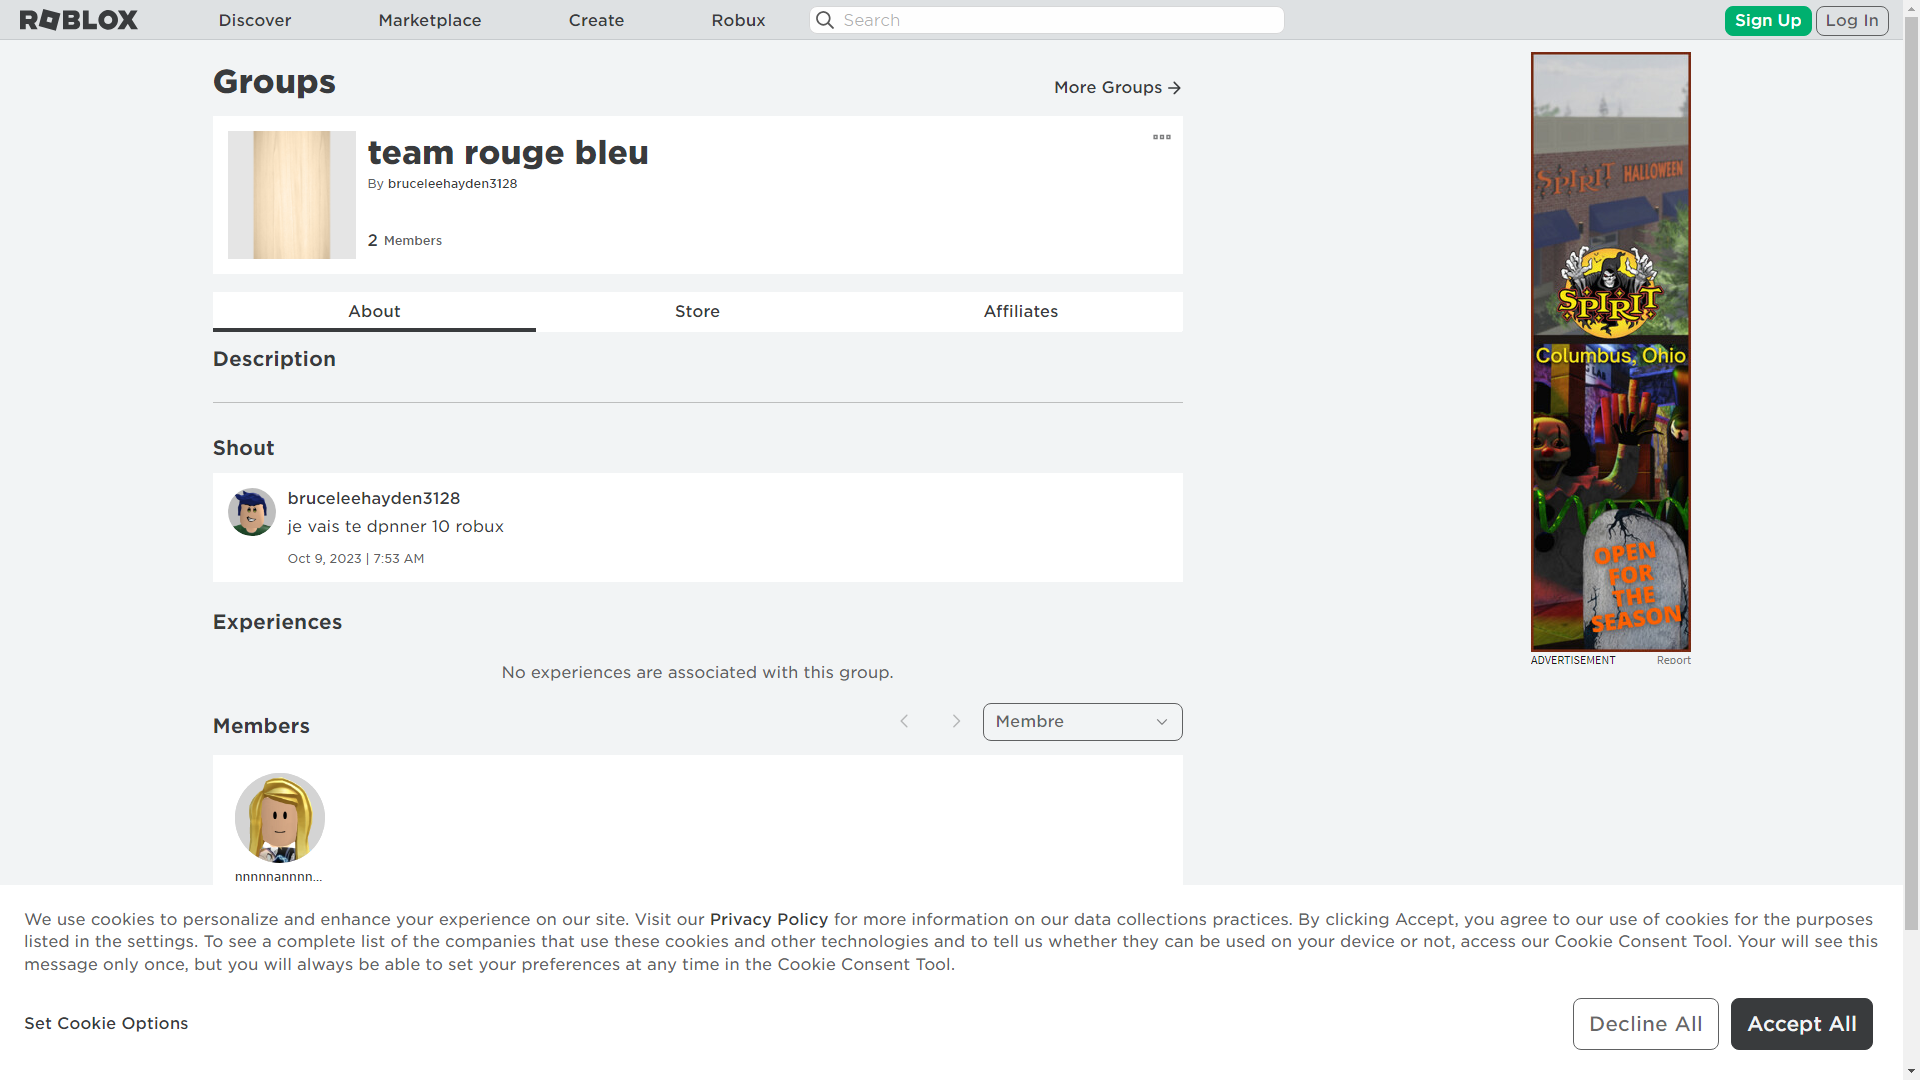 ROBLOX
Discover
Marketplace
Create
Robux
Search
Sign Up
Log In
Groups
More Groups
team rouge bleu
By bruceleehayden3128
2 Members
About
Store
Affiliates
Description
Shout
bruceleehayden3128
je vais te dpnner 10 robux
Oct 9, 2023 | 7:53 AM
Experiences
No experiences are associated with this group.
Members
Membre
nnnnnannnn...
SPIRIT HALLOWEEN
SPIRIT
Columbus, Ohio
LAB
OPEN
FOR
THE
SEASON
ADVERTISEMENT
Report
We use cookies to personalize and enhance your experience on our site. Visit our Privacy Policy for more information on our data collections practices. By clicking Accept, you agree to our use of cookies for the purposes
listed in the settings. To see a complete list of the companies that use these cookies and other technologies and to tell us whether they can be used on your device or not, access our Cookie Consent Tool. Your will see this
message only once, but you will always be able to set your preferences at any time in the Cookie Consent Tool.
Set Cookie Options
Decline All
Accept All